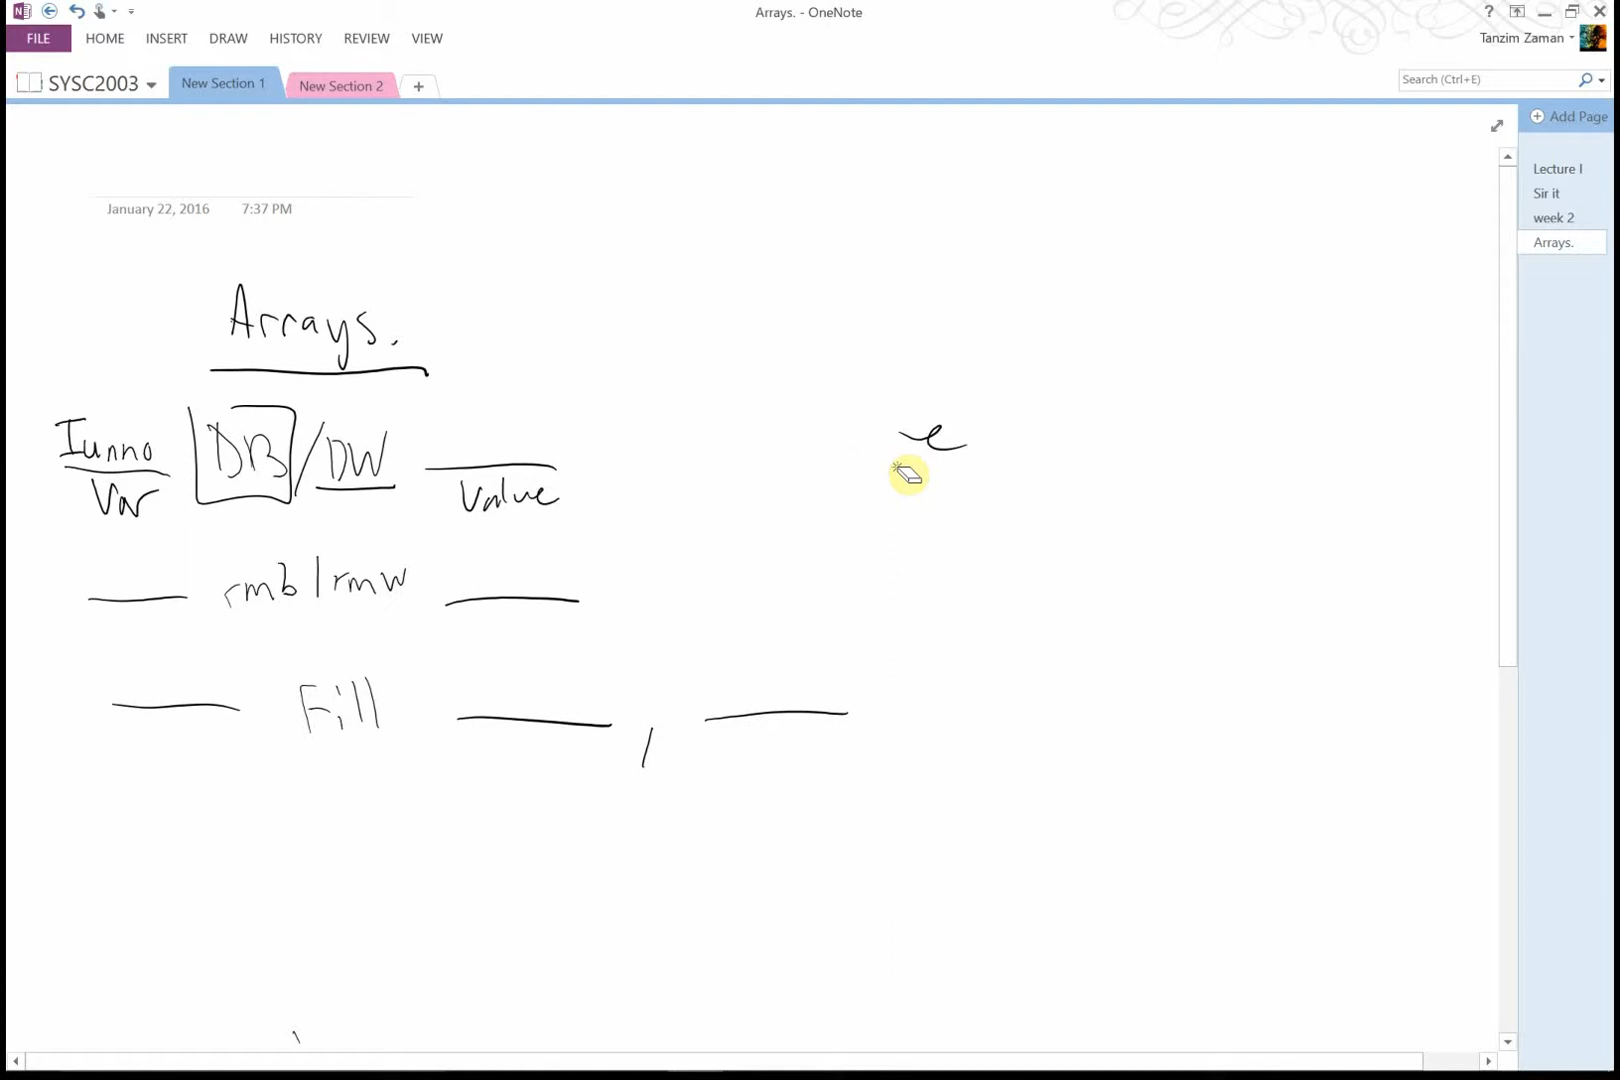 Arrays. - OneNote
?
FILE HOME INSERT DRAW HISTORY REVIEW VIEW
Tanzim Zaman
SYSC2003 New Section 1 New Section 2 +
Search (Ctrl+E)
Add Page
Lecture I
Sir it
week 2
Arrays.
January 22, 2016 7:37 PM
Arrays.
Iunno DB/DW
Var Value
rmb|rmw
Fill ,
e